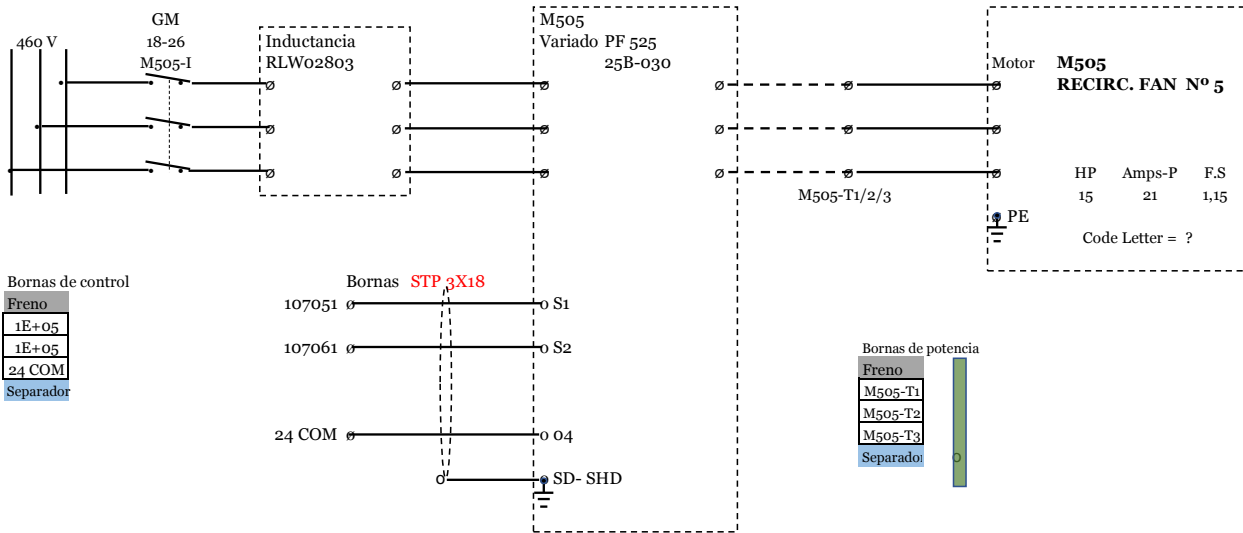 460 V
GM
18-26
M505-I
Inductancia
RLW02803
M505
Variado PF 525
25B-030
Motor M505
RECIRC. FAN Nº 5
HP Amps-P F.S
15 21 1,15
M505-T1/2/3
PE
Code Letter = ?
Bornas de control
Freno
1E+05
1E+05
24 COM
Separador
Bornas STP 3X18
107051 S1
107061 S2
24 COM 04
SD- SHD
Bornas de potencia
Freno
M505-T1
M505-T2
M505-T3
Separador